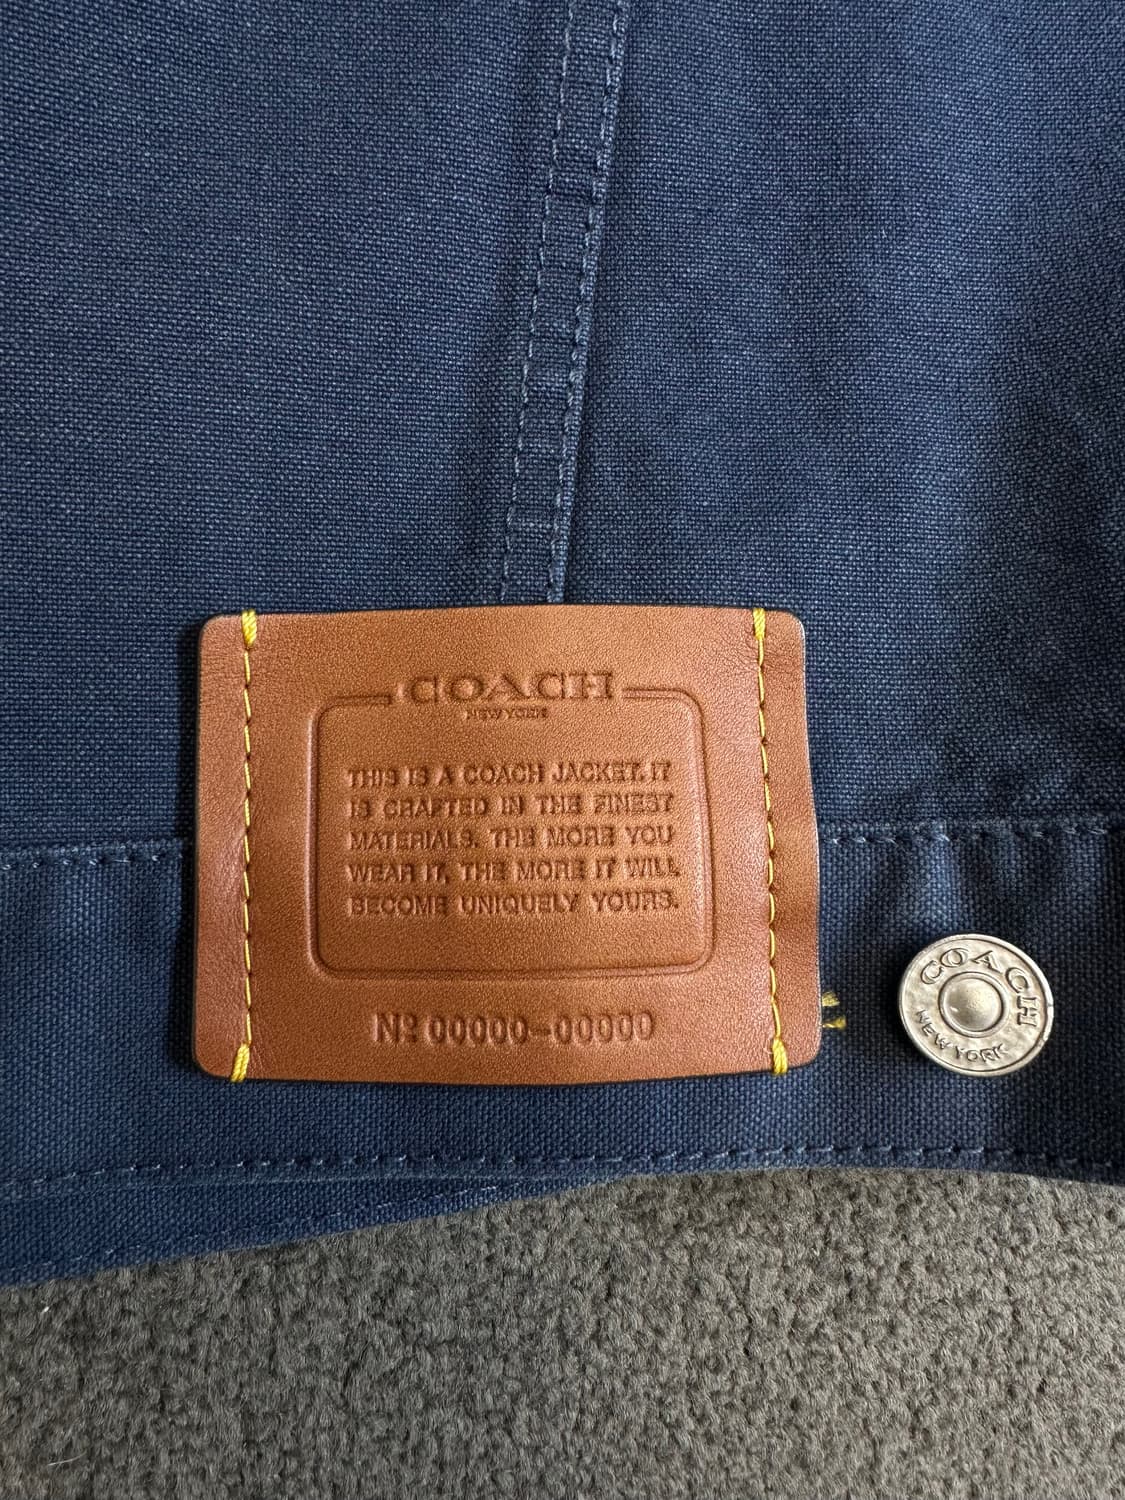 COACH
NEW YORK
THIS IS A COACH JACKET. IT
IS CRAFTED IN THE FINEST
MATERIALS. THE MORE YOU
WEAR IT, THE MORE IT WILL
BECOME UNIQUELY YOURS.
Nº 00000-00000
COACH
NEW YORK